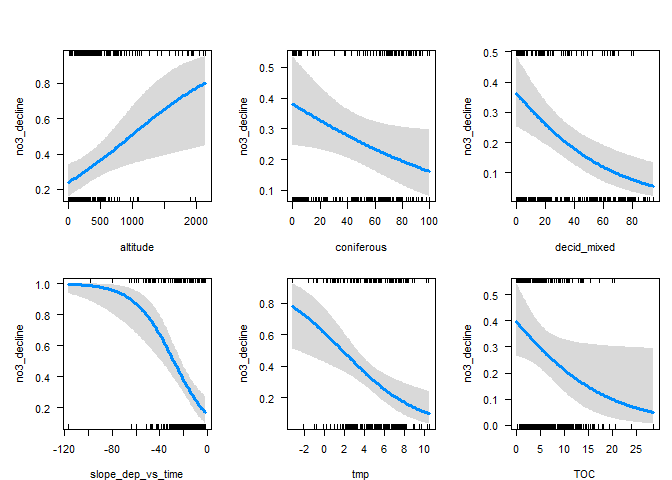 no3_decline
0.8
0.6
0.4
0.2
0 500 1000 2000
altitude
no3_decline
0.5
0.4
0.3
0.2
0.1
0 20 40 60 80 100
coniferous
no3_decline
0.5
0.4
0.3
0.2
0.1
0 20 40 60 80
decid_mixed
no3_decline
1.0
0.8
0.6
0.4
0.2
-120 -80 -40 0
slope_dep_vs_time
no3_decline
0.8
0.6
0.4
0.2
-2 0 2 4 6 8 10
tmp
no3_decline
0.5
0.4
0.3
0.2
0.1
0.0
0 5 10 15 20 25
TOC